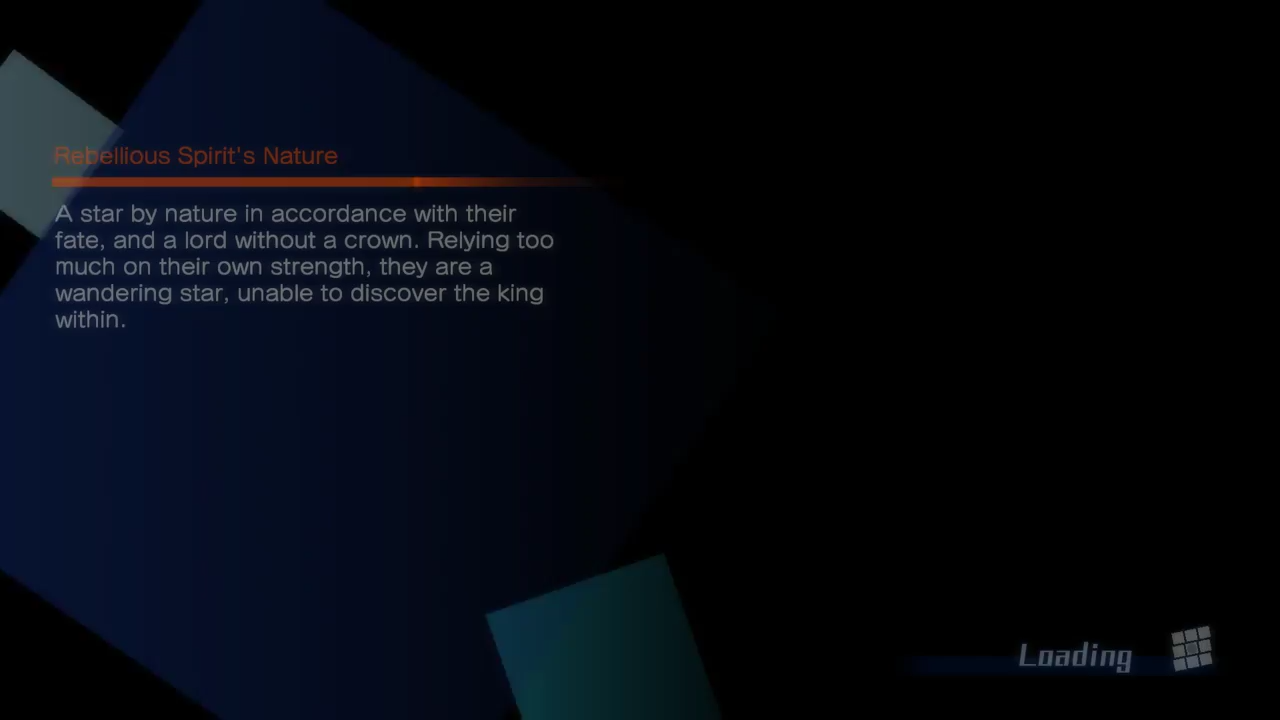 Rebellious Spirit's Nature
A star by nature in accordance with their
fate, and a lord without a crown. Relying too
much on their own strength, they are a
wandering star, unable to discover the king
within.
Loading